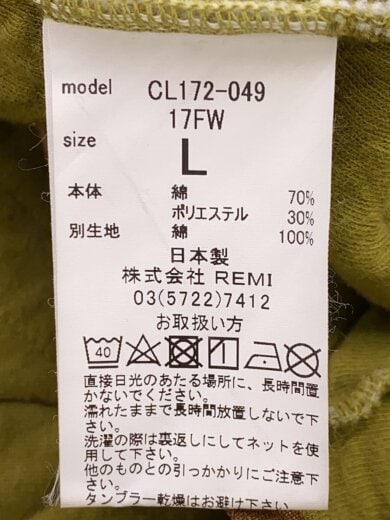 model CL172-049
17FW
size L
本体 綿 70%
ポリエステル 30%
別生地 綿 100%
日本製
株式会社 REMI
03(5722)7412
お取扱い方
40
直接日光のあたる場所に、長時間置
かないでください。
濡れたままで長時間放置しないで下
さい。
洗濯の際は裏返しにしてネットを使
用して下さい。
他のものとの引っかかりにご注意下
さい。
タンブラー乾燥はお避け下さい。